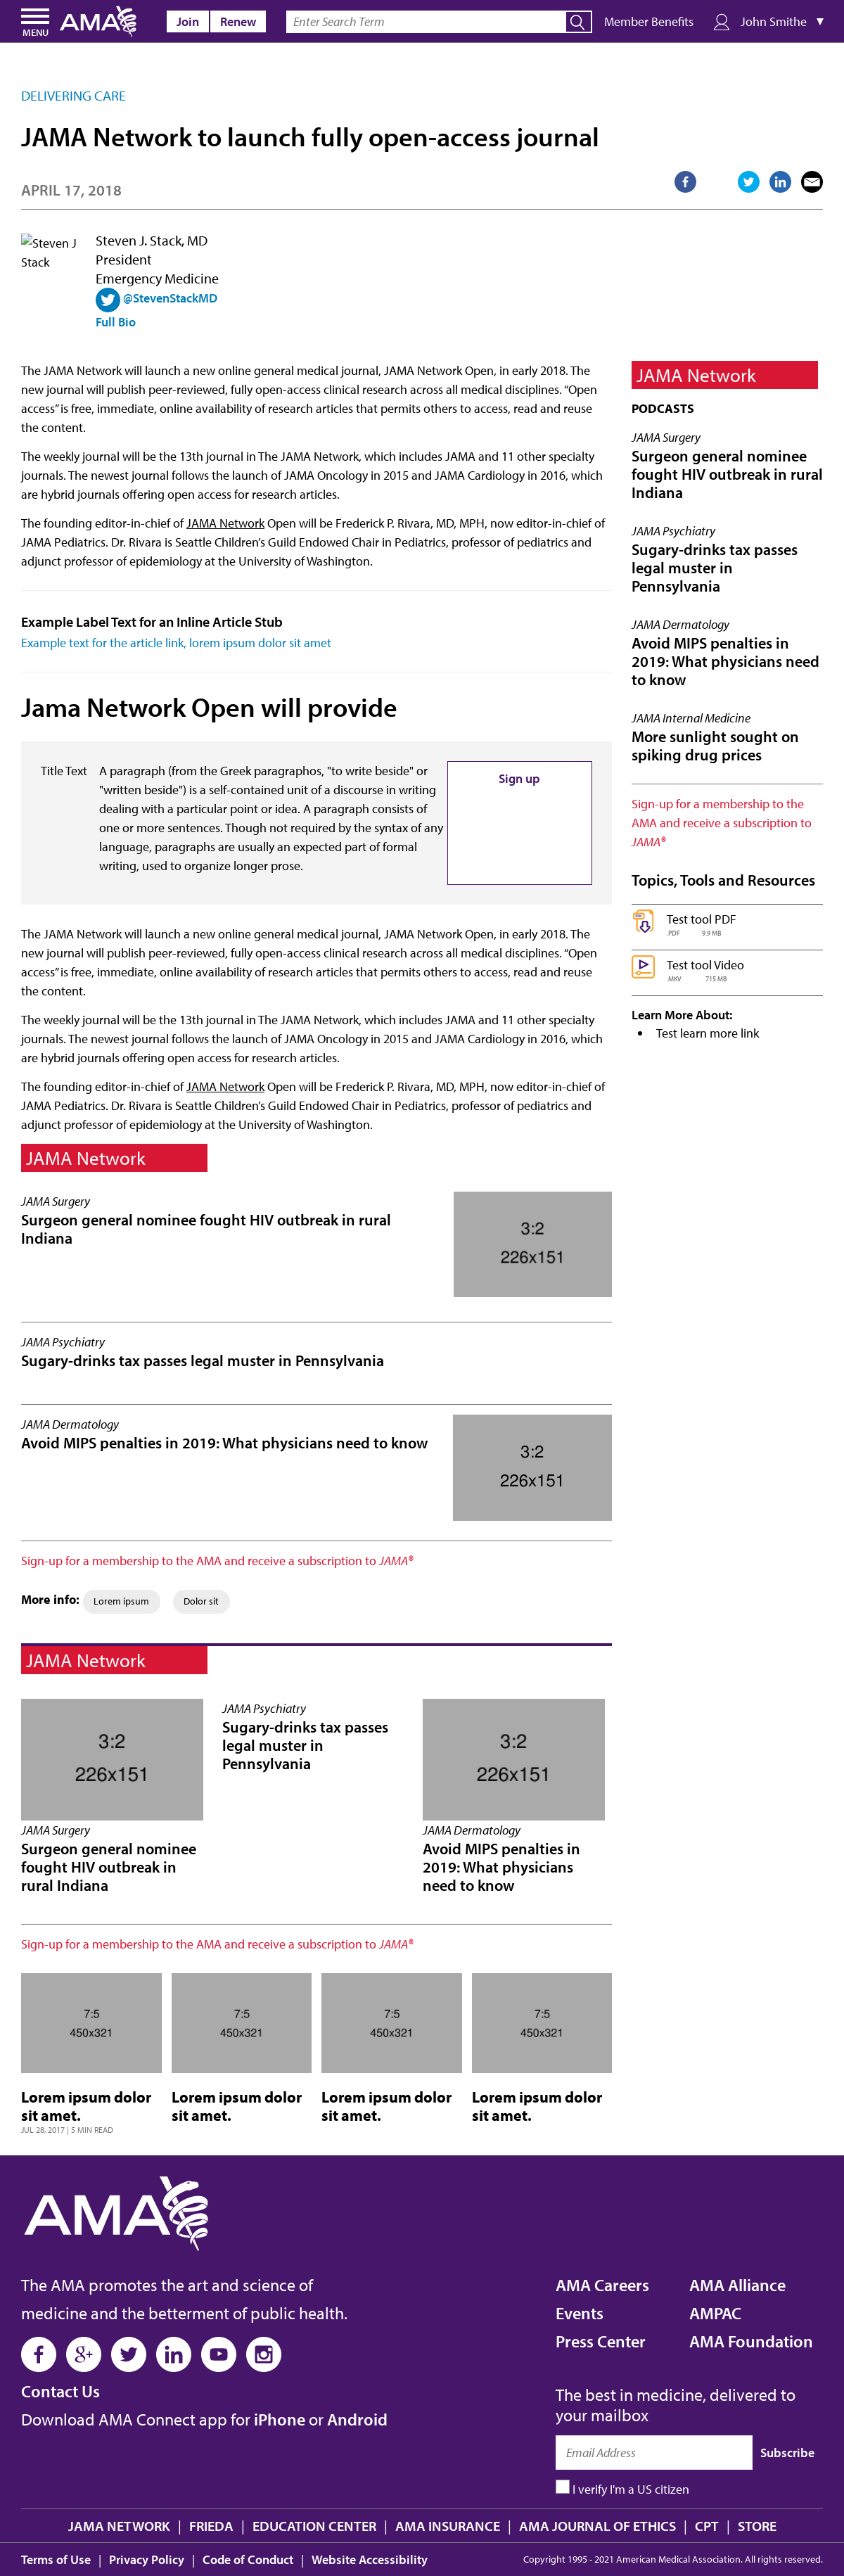 MENU
AMA
Join
Renew
Enter Search Term
Member Benefits
John Smithe
DELIVERING CARE
JAMA Network to launch fully open-access journal
APRIL 17, 2018
Steven J
Stack
Steven J. Stack, MD
President
Emergency Medicine
@StevenStackMD
Full Bio
The JAMA Network will launch a new online general medical journal, JAMA Network Open, in early 2018. The
new journal will publish peer-reviewed, fully open-access clinical research across all medical disciplines. “Open
access” is free, immediate, online availability of research articles that permits others to access, read and reuse
the content.
The weekly journal will be the 13th journal in The JAMA Network, which includes JAMA and 11 other specialty
journals. The newest journal follows the launch of JAMA Oncology in 2015 and JAMA Cardiology in 2016, which
are hybrid journals offering open access for research articles.
The founding editor-in-chief of JAMA Network Open will be Frederick P. Rivara, MD, MPH, now editor-in-chief of
JAMA Pediatrics. Dr. Rivara is Seattle Children’s Guild Endowed Chair in Pediatrics, professor of pediatrics and
adjunct professor of epidemiology at the University of Washington.
Example Label Text for an Inline Article Stub
Example text for the article link, lorem ipsum dolor sit amet
Jama Network Open will provide
Title Text
A paragraph (from the Greek paragraphos, "to write beside" or
"written beside") is a self-contained unit of a discourse in writing
dealing with a particular point or idea. A paragraph consists of
one or more sentences. Though not required by the syntax of any
language, paragraphs are usually an expected part of formal
writing, used to organize longer prose.
Sign up
The JAMA Network will launch a new online general medical journal, JAMA Network Open, in early 2018. The
new journal will publish peer-reviewed, fully open-access clinical research across all medical disciplines. “Open
access” is free, immediate, online availability of research articles that permits others to access, read and reuse
the content.
The weekly journal will be the 13th journal in The JAMA Network, which includes JAMA and 11 other specialty
journals. The newest journal follows the launch of JAMA Oncology in 2015 and JAMA Cardiology in 2016, which
are hybrid journals offering open access for research articles.
The founding editor-in-chief of JAMA Network Open will be Frederick P. Rivara, MD, MPH, now editor-in-chief of
JAMA Pediatrics. Dr. Rivara is Seattle Children’s Guild Endowed Chair in Pediatrics, professor of pediatrics and
adjunct professor of epidemiology at the University of Washington.
JAMA Network
JAMA Surgery
Surgeon general nominee fought HIV outbreak in rural
Indiana
3:2
226x151
JAMA Psychiatry
Sugary-drinks tax passes legal muster in Pennsylvania
JAMA Dermatology
Avoid MIPS penalties in 2019: What physicians need to know
3:2
226x151
Sign-up for a membership to the AMA and receive a subscription to JAMA®
More info:
Lorem ipsum
Dolor sit
JAMA Network
3:2
226x151
JAMA Surgery
Surgeon general nominee
fought HIV outbreak in
rural Indiana
JAMA Psychiatry
Sugary-drinks tax passes
legal muster in
Pennsylvania
3:2
226x151
JAMA Dermatology
Avoid MIPS penalties in
2019: What physicians
need to know
Sign-up for a membership to the AMA and receive a subscription to JAMA®
7:5
450x321
Lorem ipsum dolor
sit amet.
JUL 28, 2017 | 5 MIN READ
7:5
450x321
Lorem ipsum dolor
sit amet.
7:5
450x321
Lorem ipsum dolor
sit amet.
7:5
450x321
Lorem ipsum dolor
sit amet.
JAMA Network
PODCASTS
JAMA Surgery
Surgeon general nominee
fought HIV outbreak in rural
Indiana
JAMA Psychiatry
Sugary-drinks tax passes
legal muster in
Pennsylvania
JAMA Dermatology
Avoid MIPS penalties in
2019: What physicians need
to know
JAMA Internal Medicine
More sunlight sought on
spiking drug prices
Sign-up for a membership to the
AMA and receive a subscription to
JAMA®
Topics, Tools and Resources
Test tool PDF
.PDF 9.9 MB
Test tool Video
.MKV 715 MB
Learn More About:
Test learn more link
AMA
The AMA promotes the art and science of
medicine and the betterment of public health.
Contact Us
Download AMA Connect app for iPhone or Android
AMA Careers
Events
Press Center
AMA Alliance
AMPAC
AMA Foundation
The best in medicine, delivered to
your mailbox
Email Address
Subscribe
I verify I'm a US citizen
JAMA NETWORK | FRIEDA | EDUCATION CENTER | AMA INSURANCE | AMA JOURNAL OF ETHICS | CPT | STORE
Terms of Use | Privacy Policy | Code of Conduct | Website Accessibility
Copyright 1995 - 2021 American Medical Association. All rights reserved.